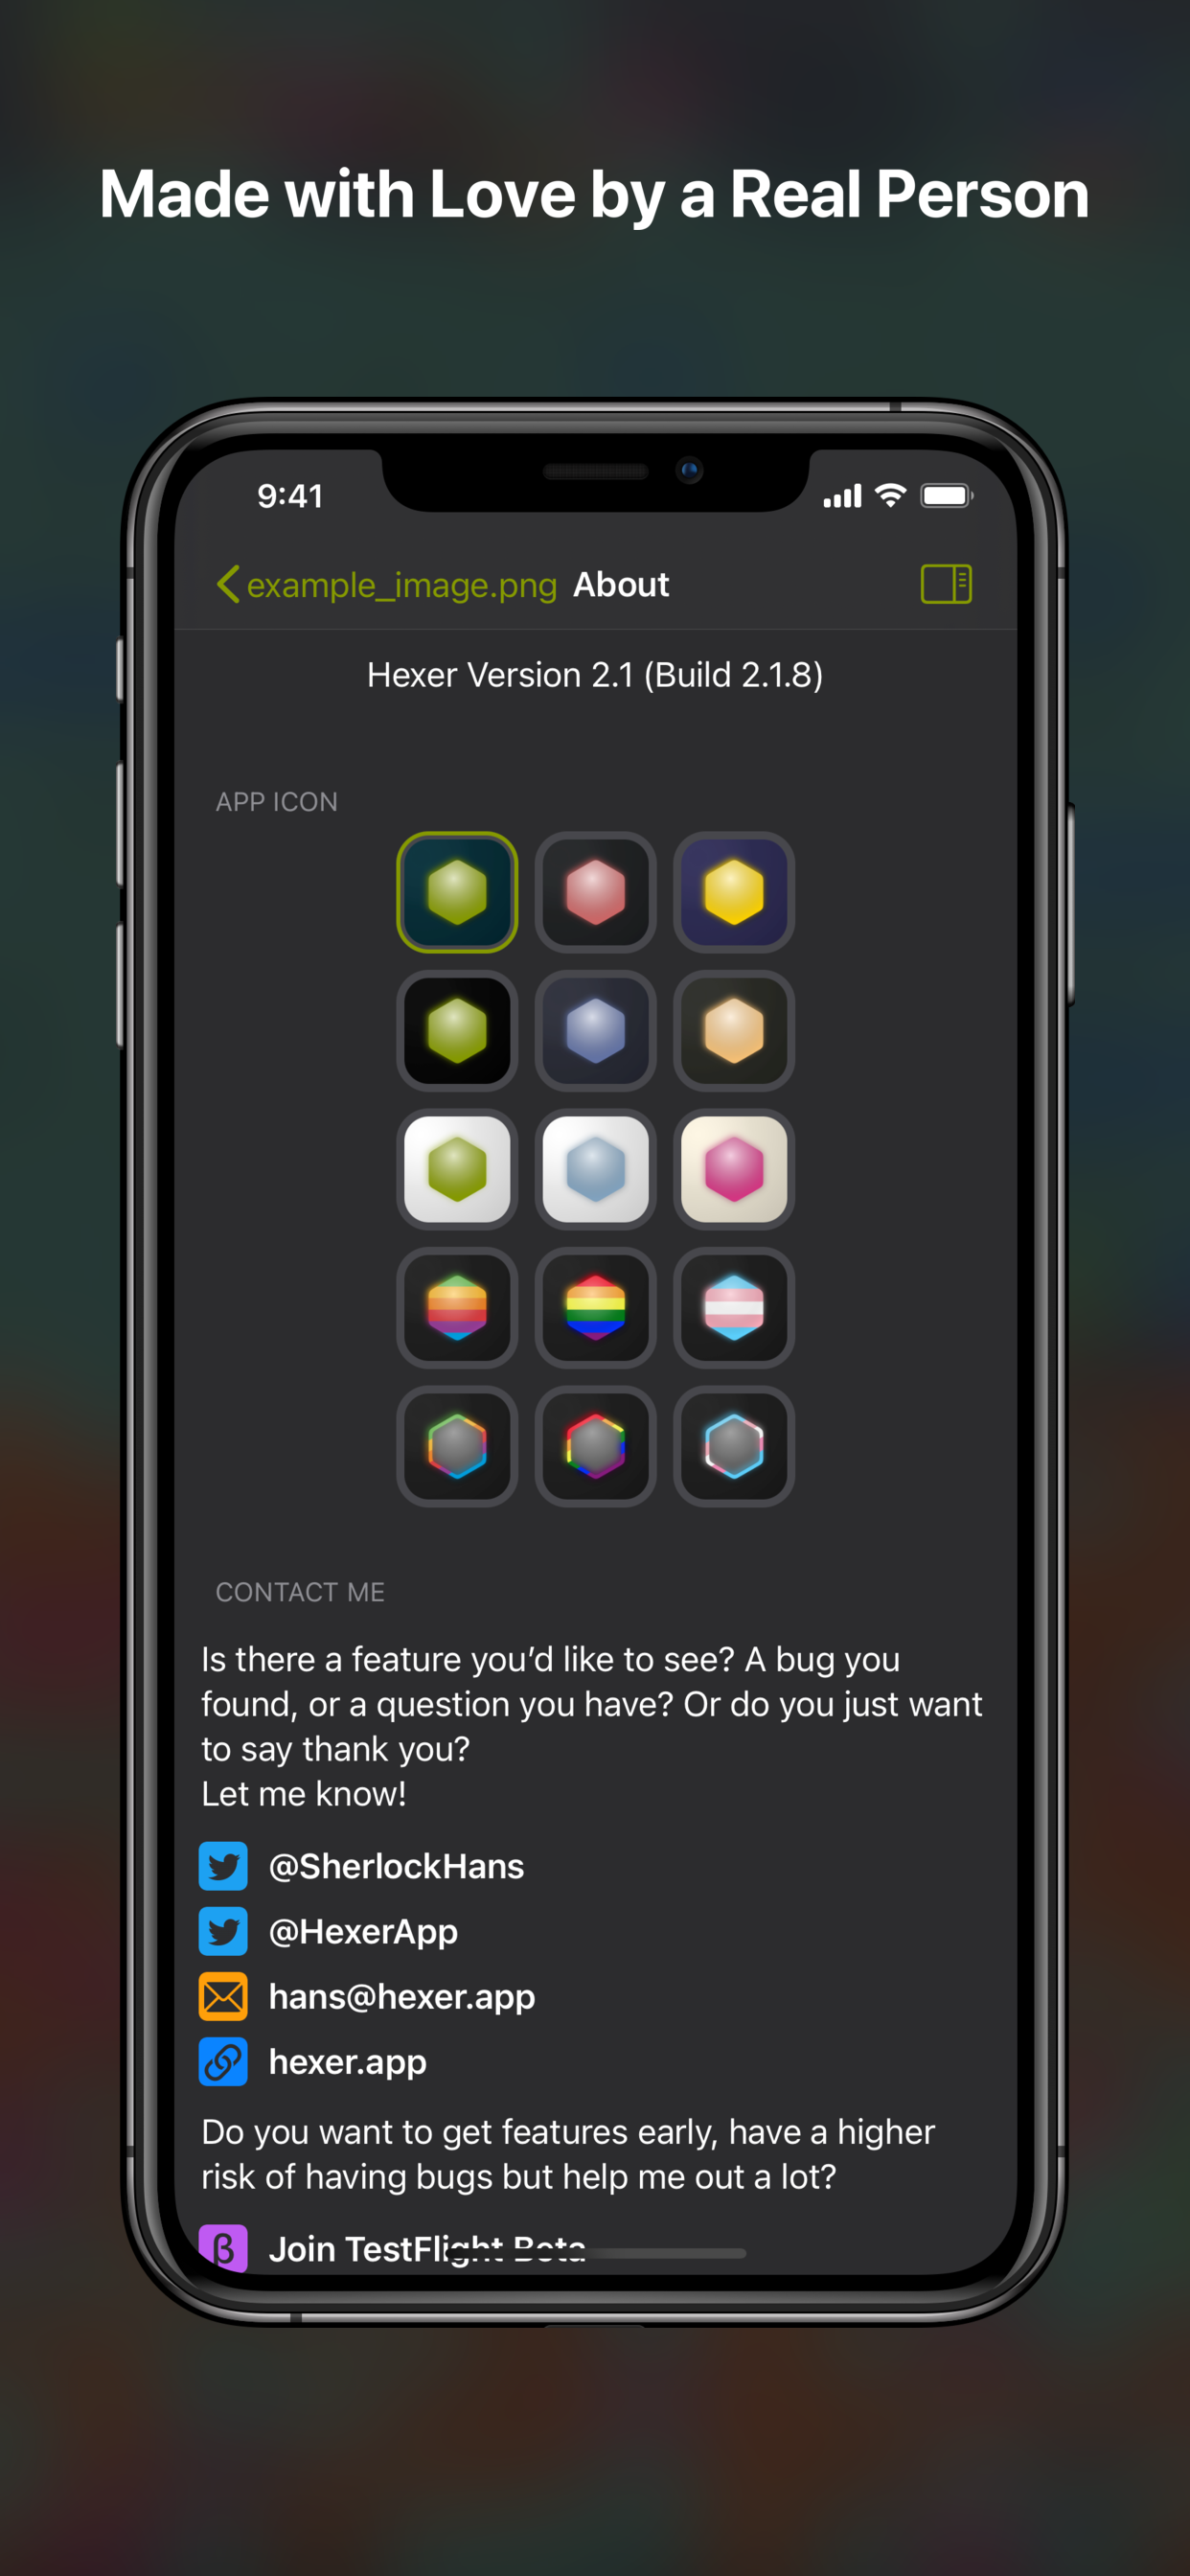 Made with Love by a Real Person
9:41
example_image.png About
Hexer Version 2.1 (Build 2.1.8)
APP ICON
CONTACT ME
Is there a feature you’d like to see? A bug you
found, or a question you have? Or do you just want
to say thank you?
Let me know!
@SherlockHans
@HexerApp
hans@hexer.app
hexer.app
Do you want to get features early, have a higher
risk of having bugs but help me out a lot?
β Join TestFlight Beta